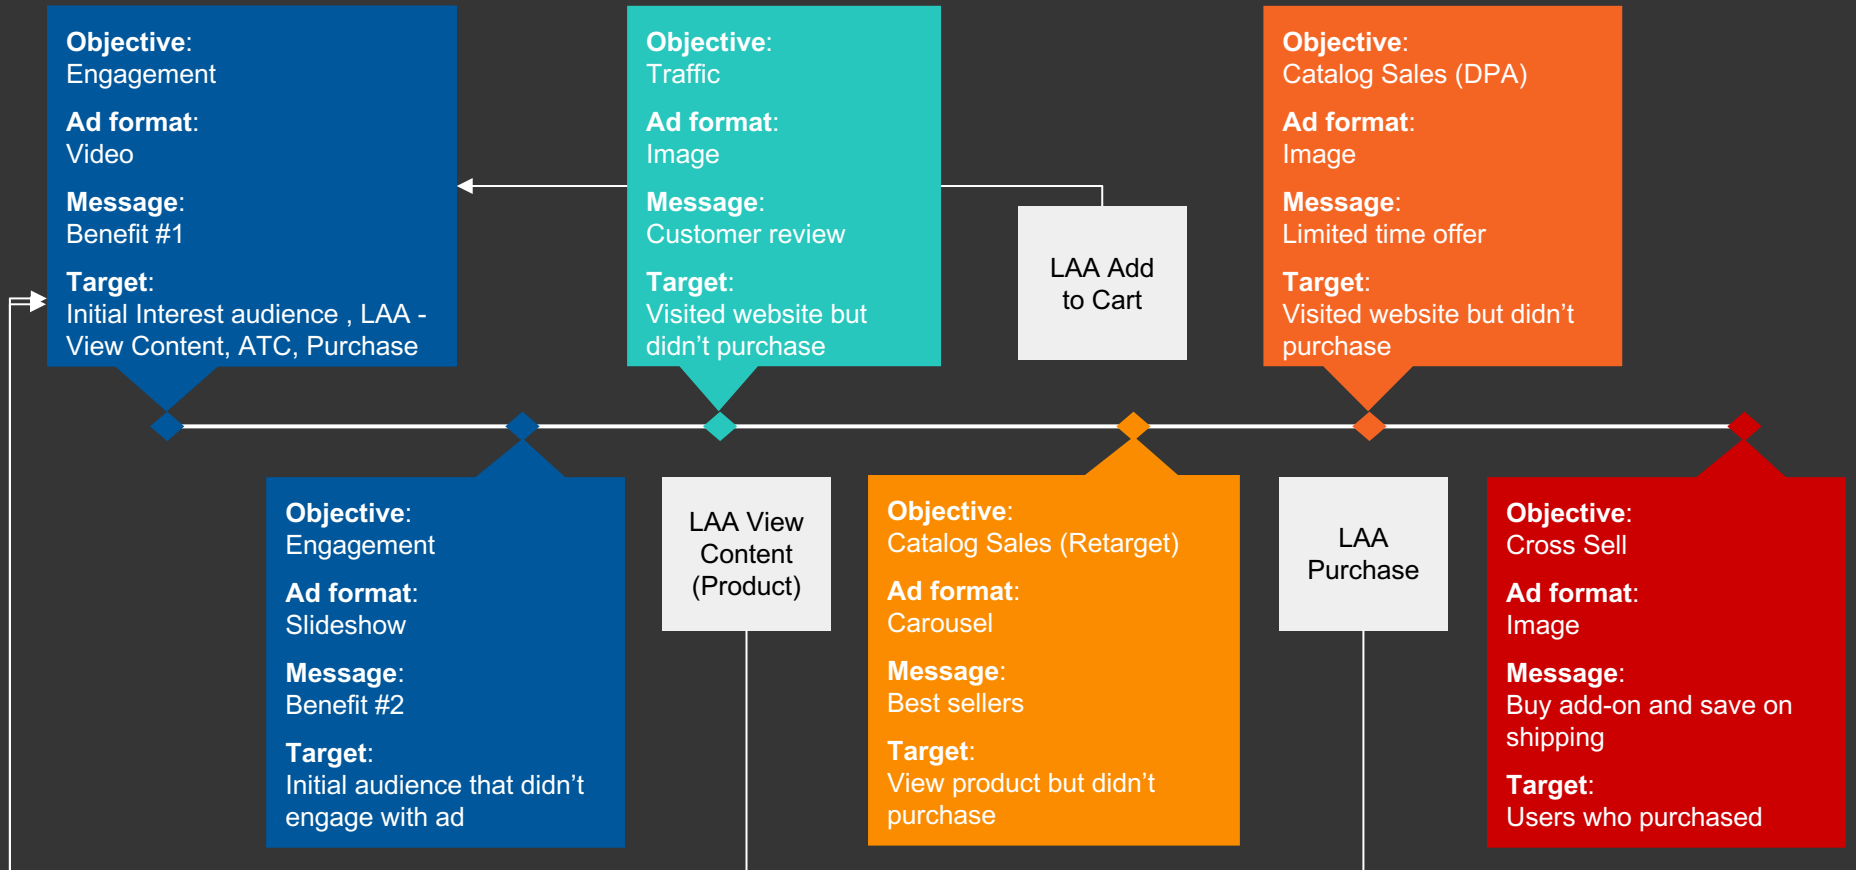 Objective:
Engagement
Ad format:
Video
Message:
Benefit #1
Target:
Initial Interest audience , LAA -
View Content, ATC, Purchase
Objective:
Engagement
Ad format:
Slideshow
Message:
Benefit #2
Target:
Initial audience that didn’t
engage with ad
Objective:
Traffic
Ad format:
Image
Message:
Customer review
Target:
Visited website but
didn’t purchase
LAA View
Content
(Product)
LAA Add
to Cart
Objective:
Catalog Sales (Retarget)
Ad format:
Carousel
Message:
Best sellers
Target:
View product but didn’t
purchase
Objective:
Catalog Sales (DPA)
Ad format:
Image
Message:
Limited time offer
Target:
Visited website but didn’t
purchase
LAA
Purchase
Objective:
Cross Sell
Ad format:
Image
Message:
Buy add-on and save on
shipping
Target:
Users who purchased